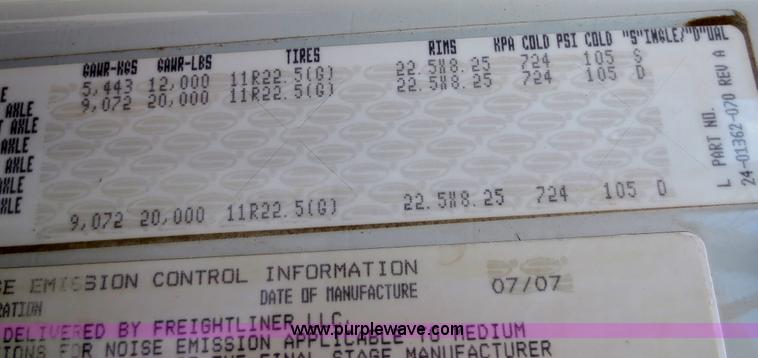 GAWR-KGS GAWR-LBS TIRES RIMS KPA COLD PSI COLD "S"INGLE/"D"UAL
5,443 12,000 11R22.5(G) 22.5X8.25 724 105 S
AXLE 9,072 20,000 11R22.5(G) 22.5X8.25 724 105 D
AXLE
AXLE
AXLE
AXLE
9,072 20,000 11R22.5(G) 22.5X8.25 724 105 D
L PART NO.
24-01362-070 REV A
EMISSION CONTROL INFORMATION
DATE OF MANUFACTURE 07/07
DELIVERED BY FREIGHTLINER LLC.
www.purplewave.com
FOR NOISE EMISSION APPLICABLE TO MEDIUM
THE FINAL STAGE MANUFACTURER